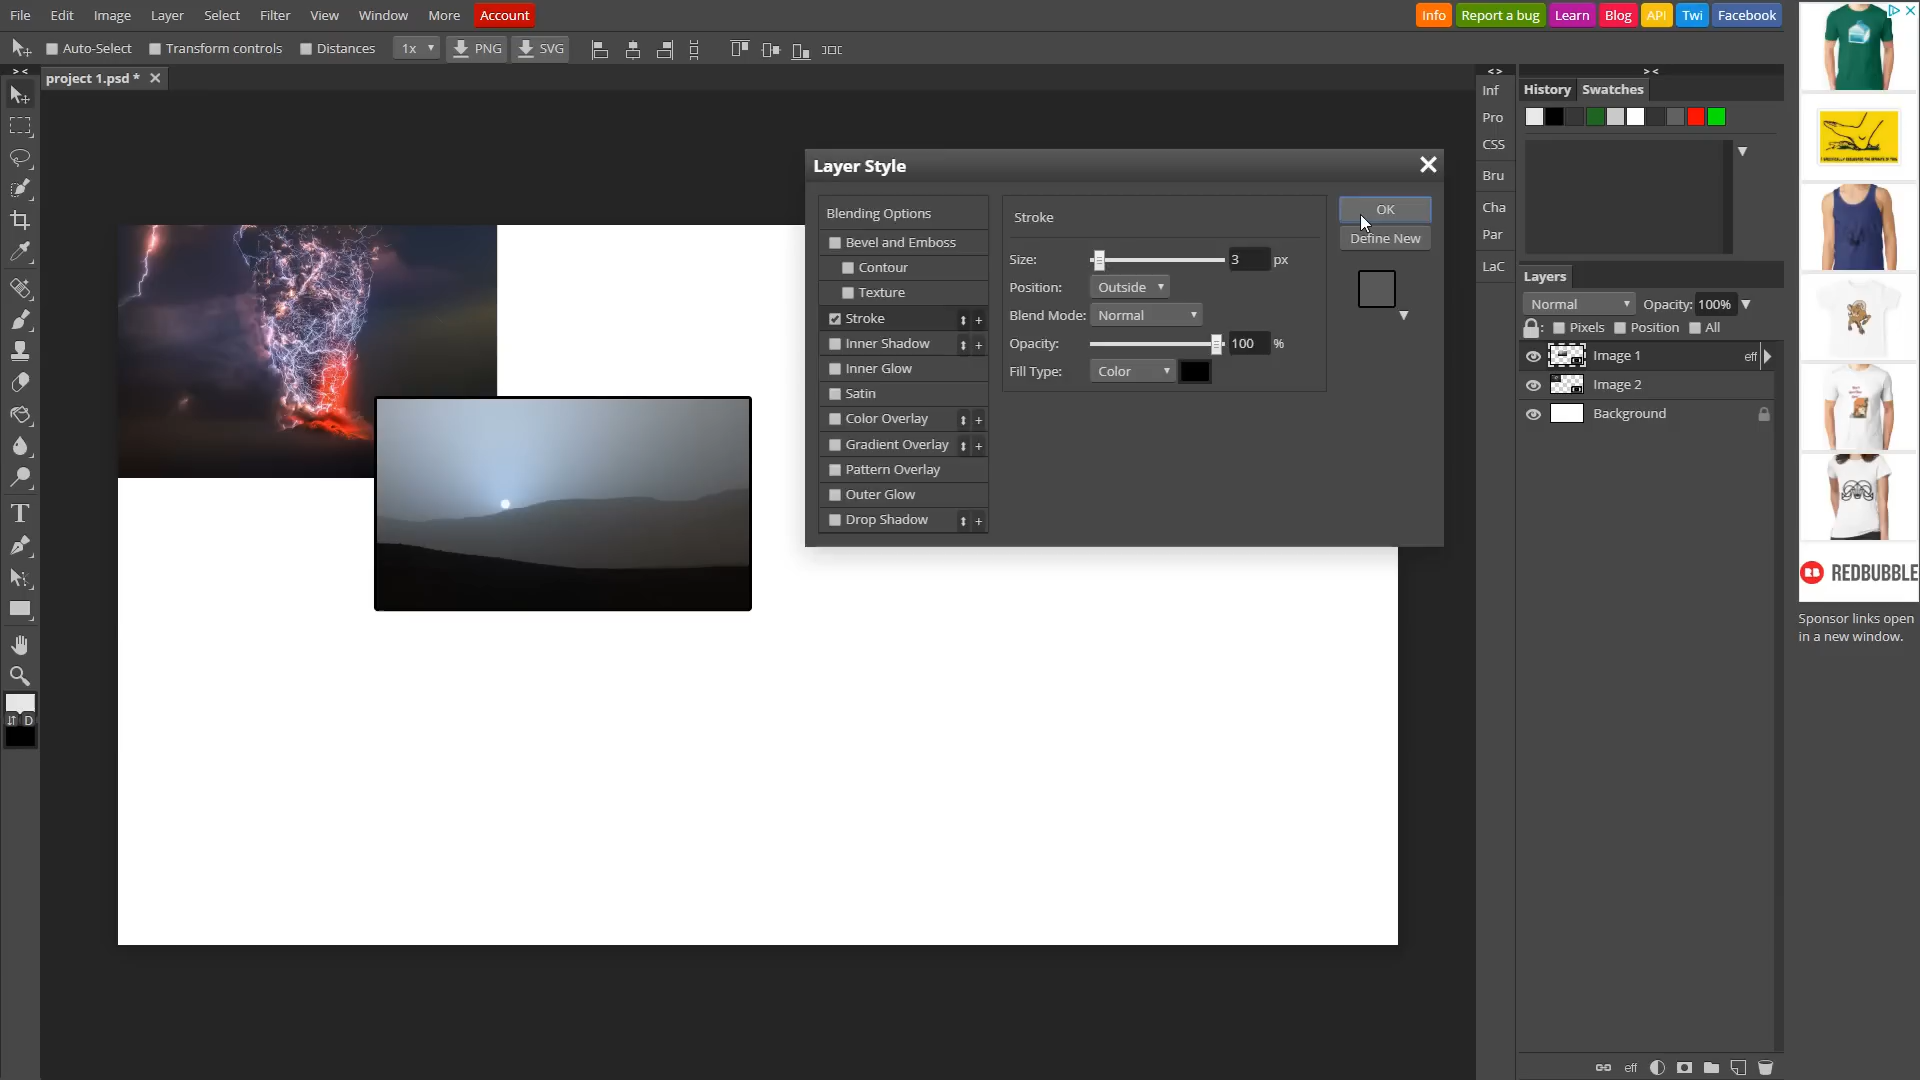 File Edit Image Layer Select Filter View Window More Account Info Report a bug Learn Blog API Twi Facebook
Auto-Select Transform controls Distances 1x PNG SVG
project 1.psd *
Inf
Pro
CSS
Bru
Cha
Par
LaC
History Swatches
Layer Style
Blending Options
Bevel and Emboss
Contour
Texture
Stroke
Inner Shadow
Inner Glow
Satin
Color Overlay
Gradient Overlay
Pattern Overlay
Outer Glow
Drop Shadow
Stroke
Size: 3 px
Position: Outside
Blend Mode: Normal
Opacity: 100 %
Fill Type: Color
OK
Define New
Layers
Normal Opacity: 100%
Pixels Position All
Image 1 eff
Image 2
Background
T
D
eff
REDBUBBLE
Sponsor links open
in a new window.